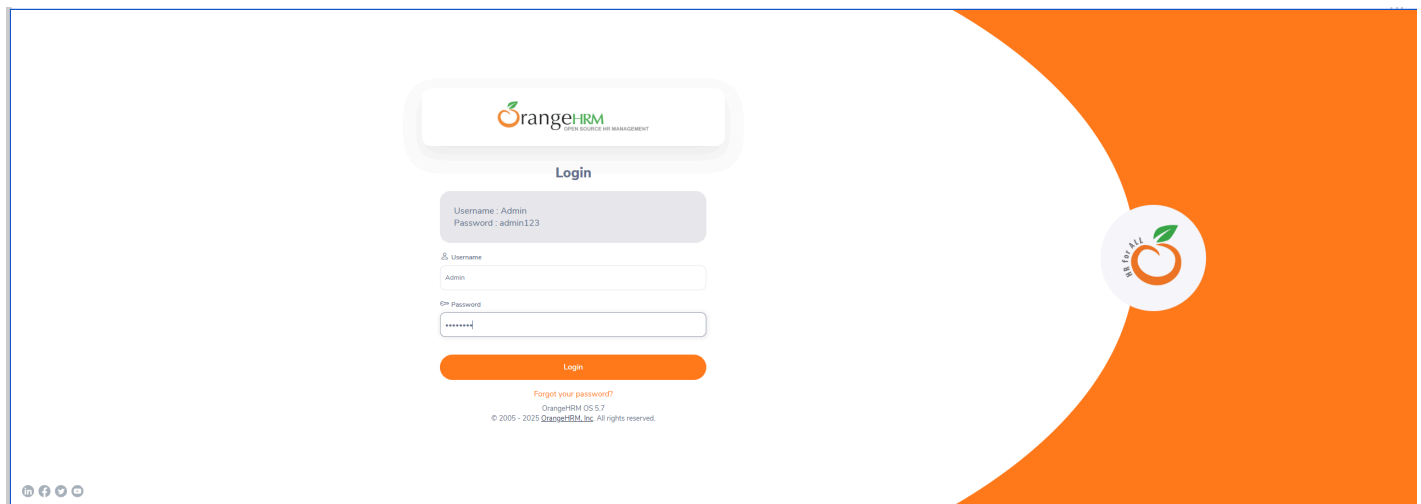 OrangeHRM
OPEN SOURCE HR MANAGEMENT
Login
Username : Admin
Password : admin123
Username
Admin
Password
••••••••
Login
Forgot your password?
OrangeHRM OS 5.7
© 2005 - 2025 OrangeHRM, Inc. All rights reserved.
HR for ALL